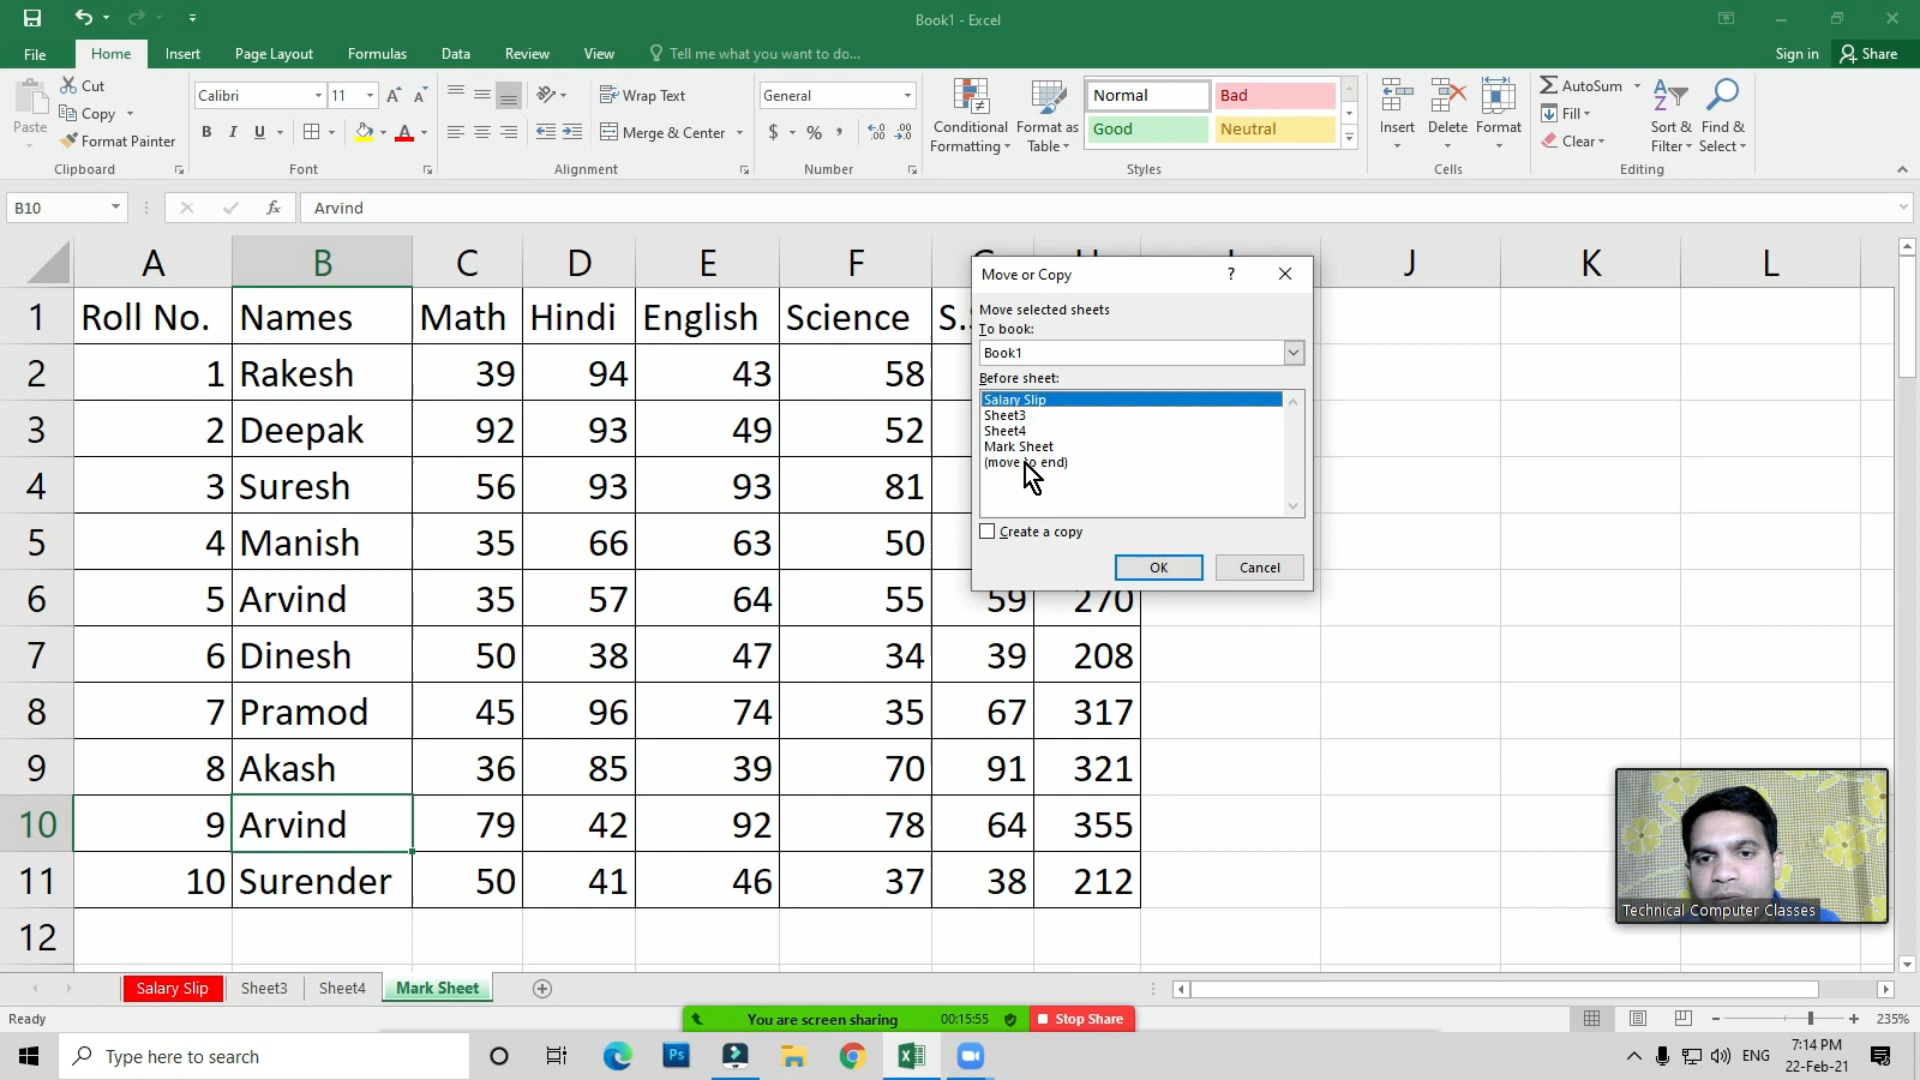 Book1 - Excel
File Home Insert Page Layout Formulas Data Review View Tell me what you want to do... Sign in Share
Paste
Cut
Copy
Format Painter
Clipboard
Calibri 11
B I U
Font
Wrap Text
Merge & Center
Alignment
General
$ % ,
Number
Conditional Formatting
Format as Table
Normal Bad
Good Neutral
Styles
Insert Delete Format
Cells
AutoSum
Fill
Clear
Sort & Filter
Find & Select
Editing
B10 fx Arvind
A B C D E F J K L
1 Roll No. Names Math Hindi English Science
2 1 Rakesh 39 94 43 58
3 2 Deepak 92 93 49 52
4 3 Suresh 56 93 93 81
5 4 Manish 35 66 63 50
6 5 Arvind 35 57 64 55 59 270
7 6 Dinesh 50 38 47 34 39 208
8 7 Pramod 45 96 74 35 67 317
9 8 Akash 36 85 39 70 91 321
10 9 Arvind 79 42 92 78 64 355
11 10 Surender 50 41 46 37 38 212
12
Move or Copy ?
Move selected sheets
To book:
Book1
Before sheet:
Salary Slip
Sheet3
Sheet4
Mark Sheet
(move to end)
Create a copy
OK Cancel
Technical Computer Classes
Salary Slip Sheet3 Sheet4 Mark Sheet
Ready
You are screen sharing 00:15:55 Stop Share
235%
Type here to search
Ps
ENG
7:14 PM
22-Feb-21